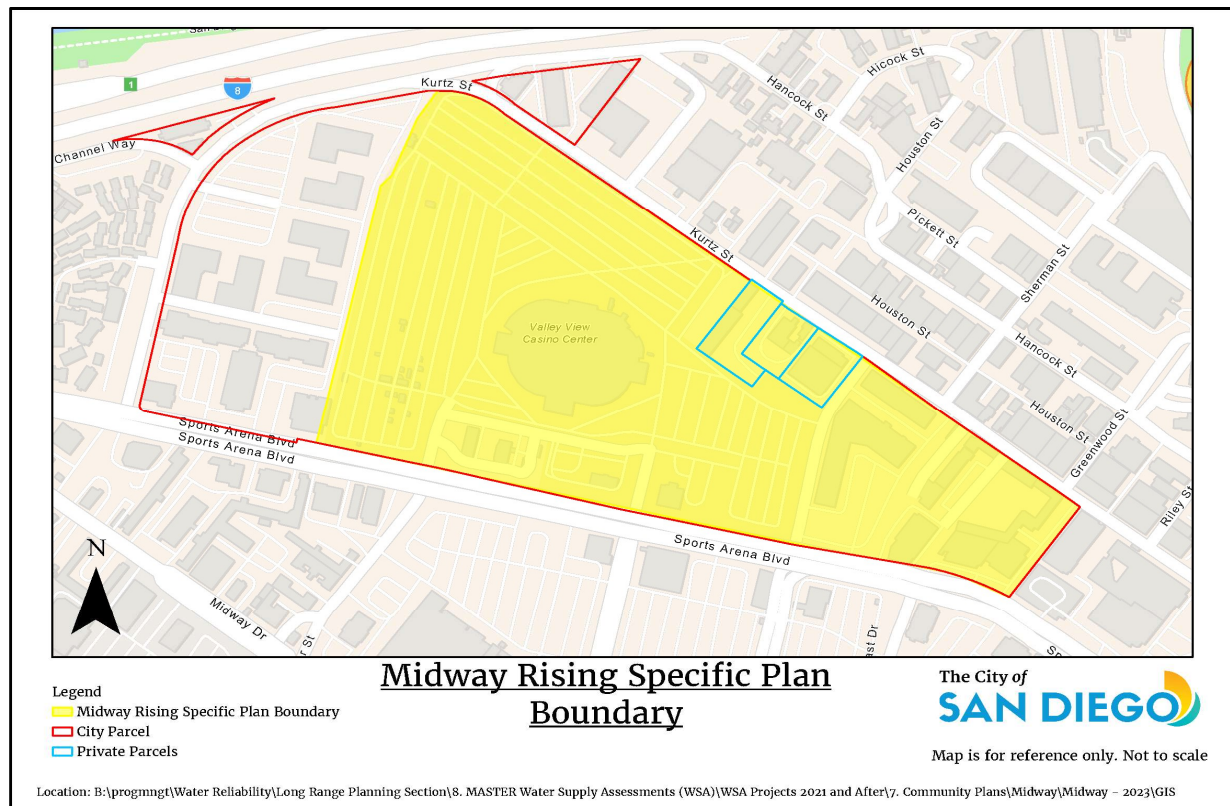 1
8
Kurtz St
Channel Way
Hicock St
Hancock St
Houston St
Pickett St
Sherman St
Kurtz St
Houston St
Hancock St
Valley View
Casino Center
Houston St
Greenwood St
Riley St
Sports Arena Blvd
Sports Arena Blvd
Sports Arena Blvd
Midway Dr
N
Midway Rising Specific Plan
Boundary
Legend
Midway Rising Specific Plan Boundary
City Parcel
Private Parcels
The City of
SAN DIEGO
Map is for reference only. Not to scale
Location: B:\progmngt\Water Reliability\Long Range Planning Section\8. MASTER Water Supply Assessments (WSA)\WSA Projects 2021 and After\7. Community Plans\Midway\Midway - 2023\GIS